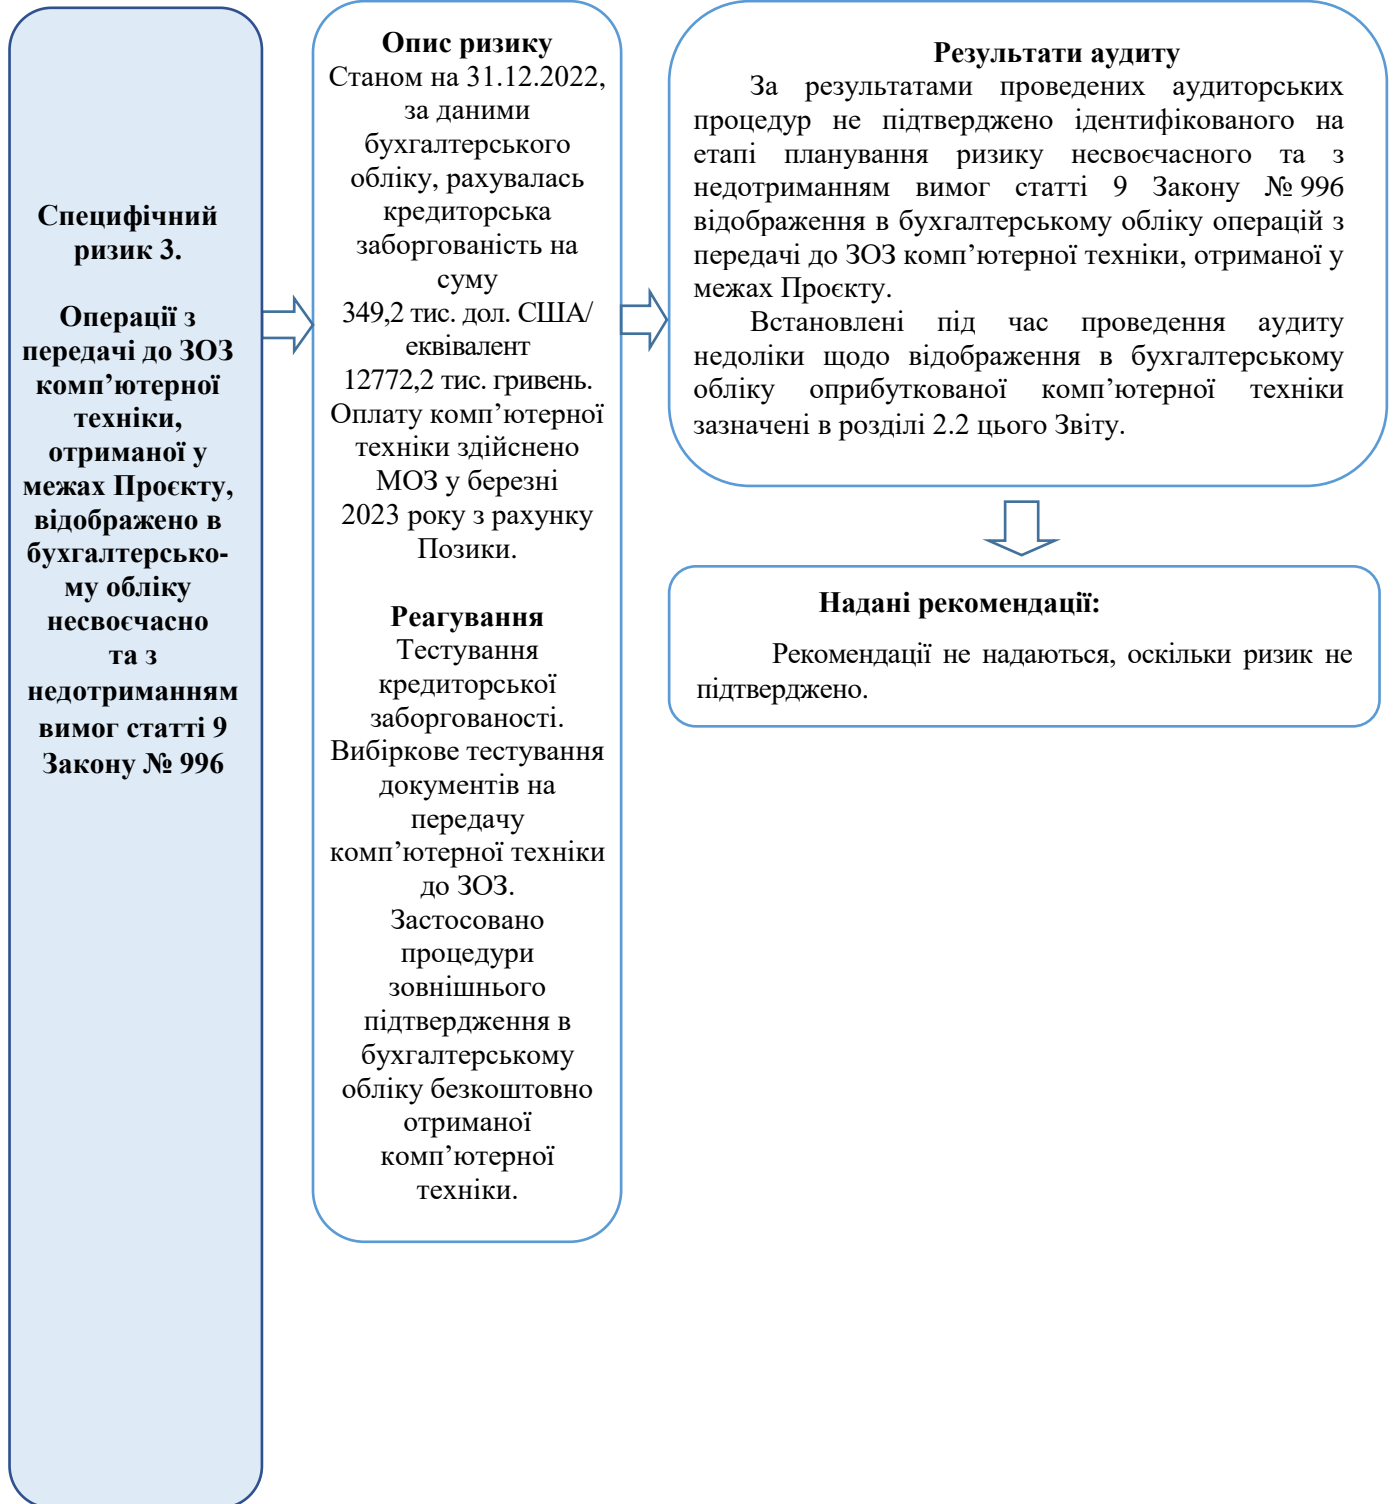 Специфічний
ризик 3.
Операції з
передачі до ЗОЗ
комп’ютерної
техніки,
отриманої у
межах Проєкту,
відображено в
бухгалтерсько-
му обліку
несвоєчасно
та з
недотриманням
вимог статті 9
Закону № 996
Опис ризику
Станом на 31.12.2022,
за даними
бухгалтерського
обліку, рахувалась
кредиторська
заборгованість на
суму
349,2 тис. дол. США/
еквівалент
12772,2 тис. гривень.
Оплату комп’ютерної
техніки здійснено
МОЗ у березні
2023 року з рахунку
Позики.
Реагування
Тестування
кредиторської
заборгованості.
Вибіркове тестування
документів на
передачу
комп’ютерної техніки
до ЗОЗ.
Застосовано
процедури
зовнішнього
підтвердження в
бухгалтерському
обліку безкоштовно
отриманої
комп’ютерної
техніки.
Результати аудиту
За результатами проведених аудиторських
процедур не підтверджено ідентифікованого на
етапі планування ризику несвоєчасного та з
недотриманням вимог статті 9 Закону № 996
відображення в бухгалтерському обліку операцій з
передачі до ЗОЗ комп’ютерної техніки, отриманої у
межах Проєкту.
Встановлені під час проведення аудиту
недоліки щодо відображення в бухгалтерському
обліку оприбуткованої комп’ютерної техніки
зазначені в розділі 2.2 цього Звіту.
Надані рекомендації:
Рекомендації не надаються, оскільки ризик не
підтверджено.